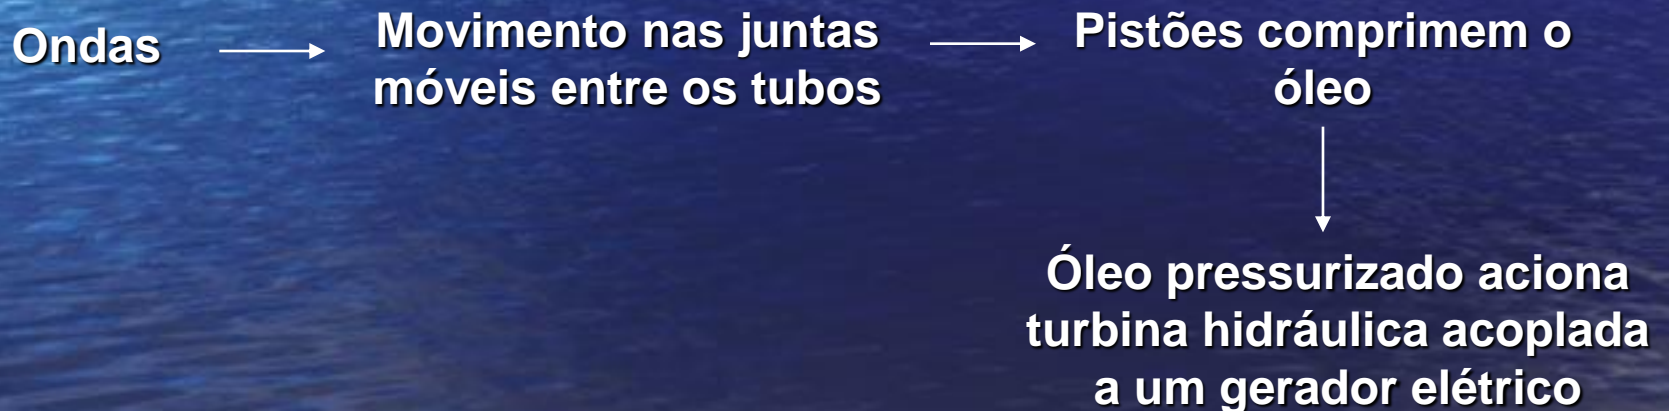 Ondas
Movimento nas juntas
móveis entre os tubos
Pistões comprimem o
óleo
Óleo pressurizado aciona
turbina hidráulica acoplada
a um gerador elétrico